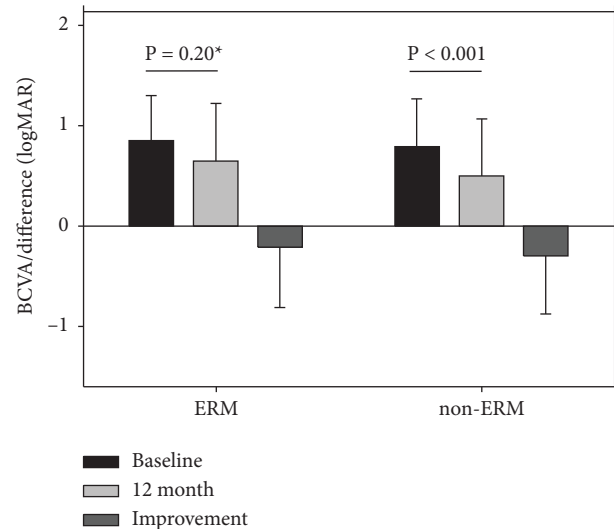 2
P = 0.20*
P < 0.001
1
0
−1
BCVA/difference (logMAR)
ERM
non-ERM
Baseline
12 month
Improvement